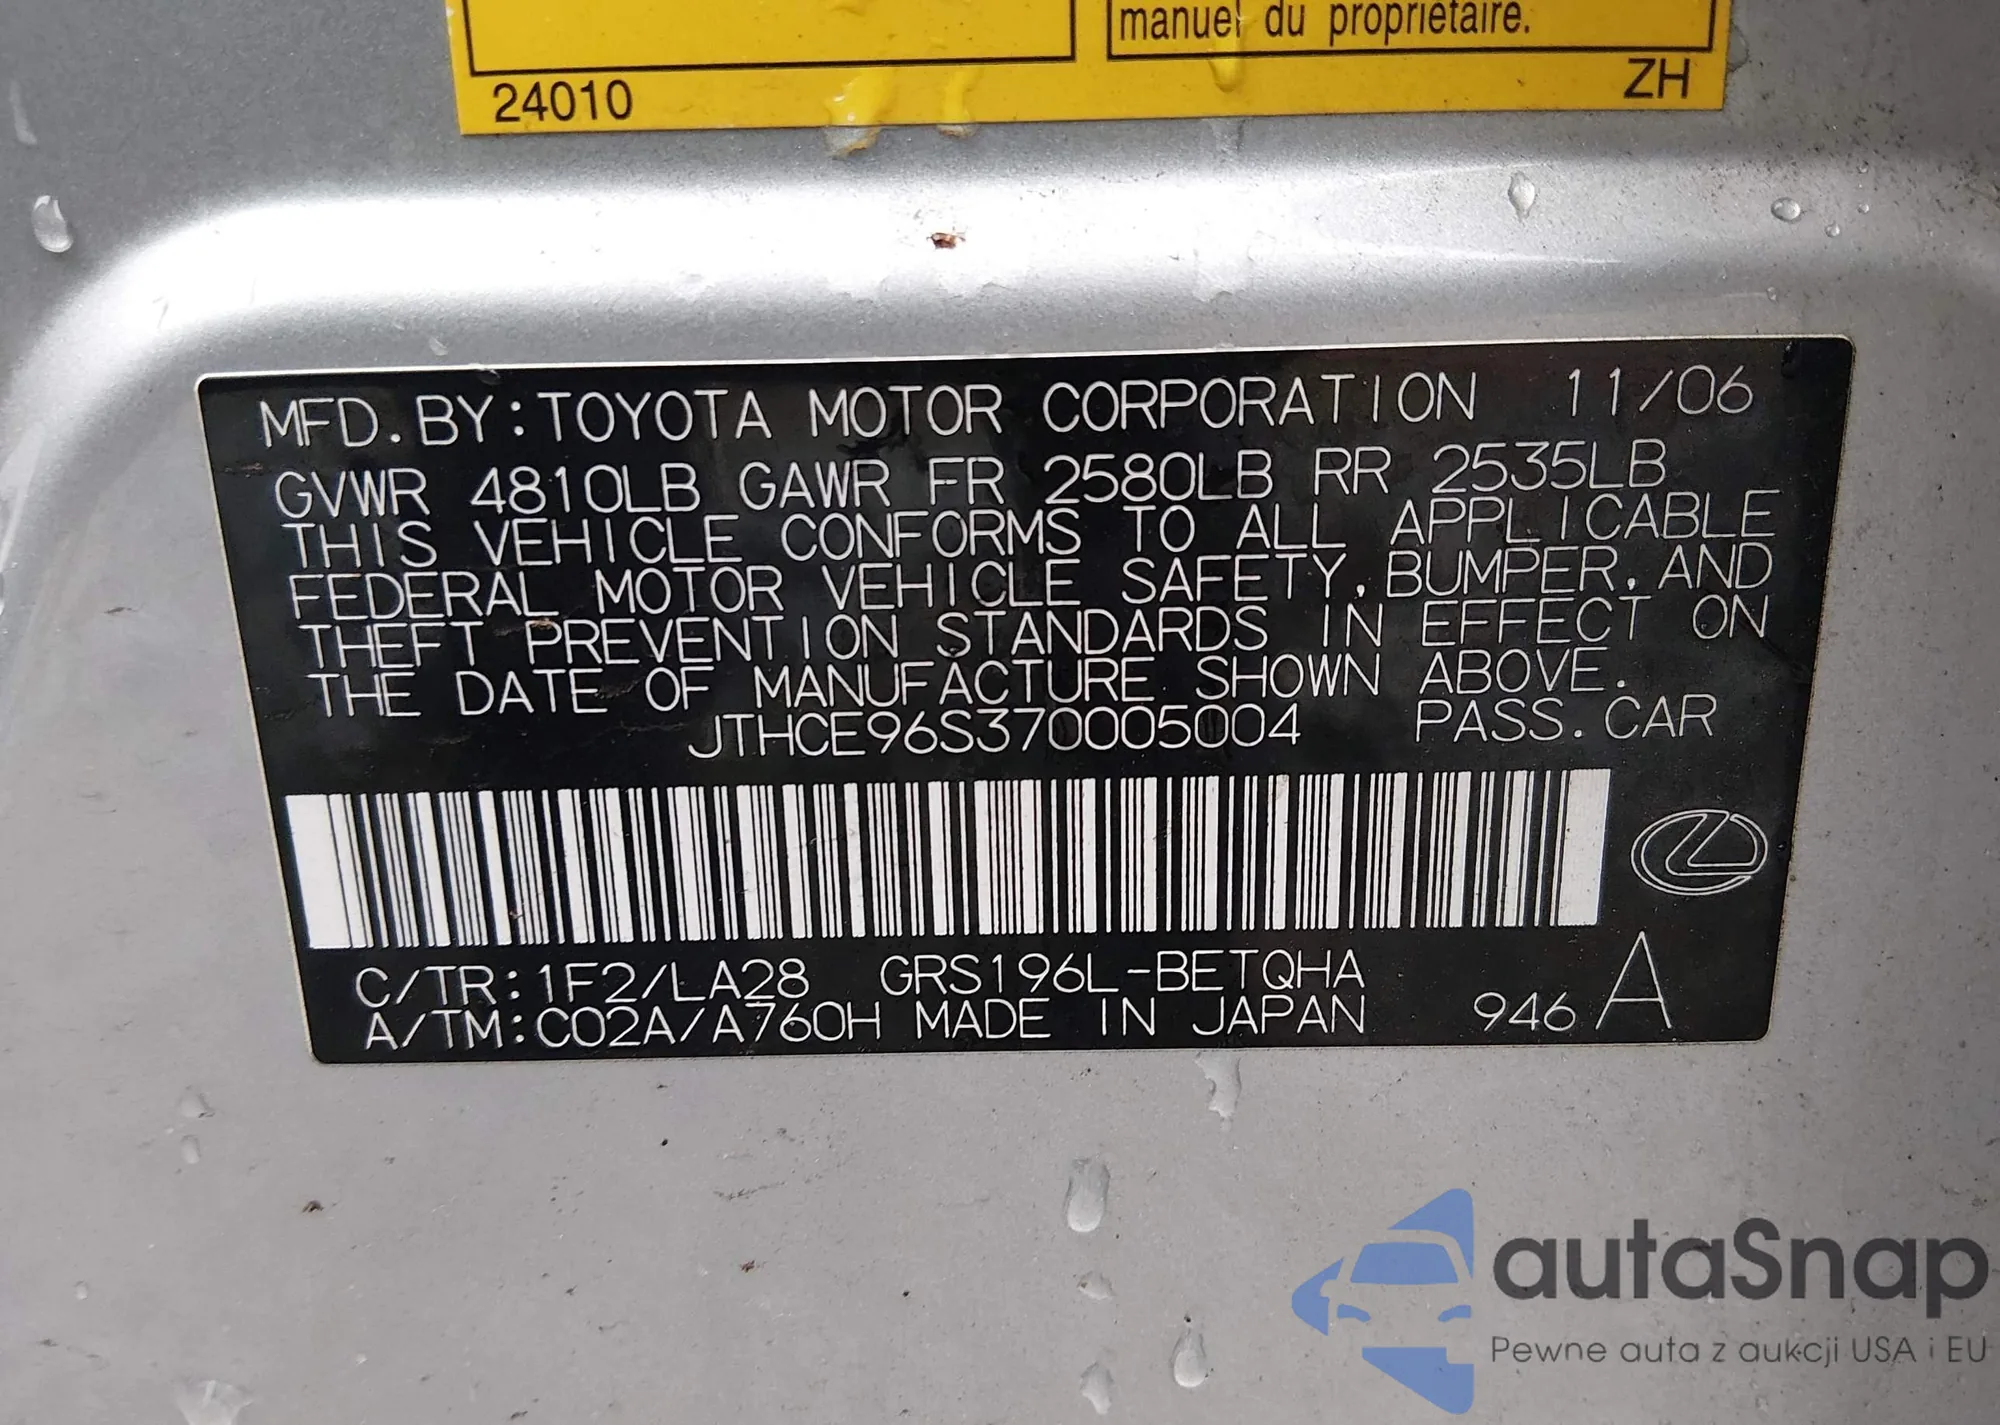 manuel du propriétaire.
24010
ZH
MFD. BY: TOYOTA MOTOR CORPORATION 11/06
GVWR 4810LB GAWR FR 2580LB RR 2535LB
THIS VEHICLE CONFORMS TO ALL APPLICABLE
FEDERAL MOTOR VEHICLE SAFETY, BUMPER, AND
THEFT PREVENTION STANDARDS IN EFFECT ON
THE DATE OF MANUFACTURE SHOWN ABOVE.
JTHCE96S370005004 PASS. CAR
C/TR: 1F2/LA28 GRS196L-BETQHA
A/TM: C02A/A760H MADE IN JAPAN 946 A
autaSnap
Pewne auta z aukcji USA i EU